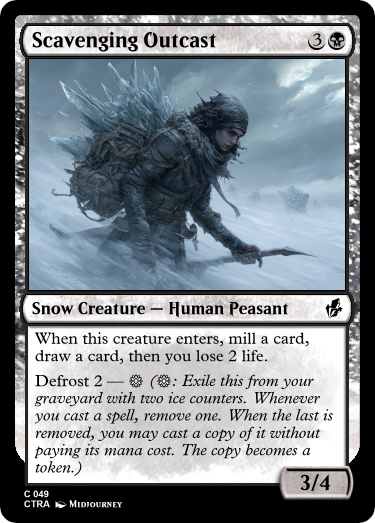 Scavenging Outcast 3
Snow Creature — Human Peasant
When this creature enters, mill a card,
draw a card, then you lose 2 life.
Defrost 2 — ❄ (❄: Exile this from your
graveyard with two ice counters. Whenever
you cast a spell, remove one. When the last is
removed, you may cast a copy of it without
paying its mana cost. The copy becomes a
token.)
3/4
C 049
CTRA Midjourney